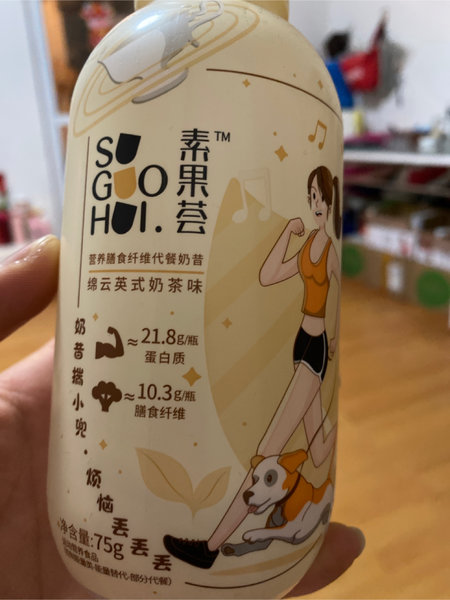 SU
GUO
HUI.
素果荟™
营养膳食纤维代餐奶昔
绵云英式奶茶味
≈21.8g/瓶
蛋白质
≈10.3g/瓶
膳食纤维
奶昔揣小兜·烦恼丢丢丢
净含量:75g